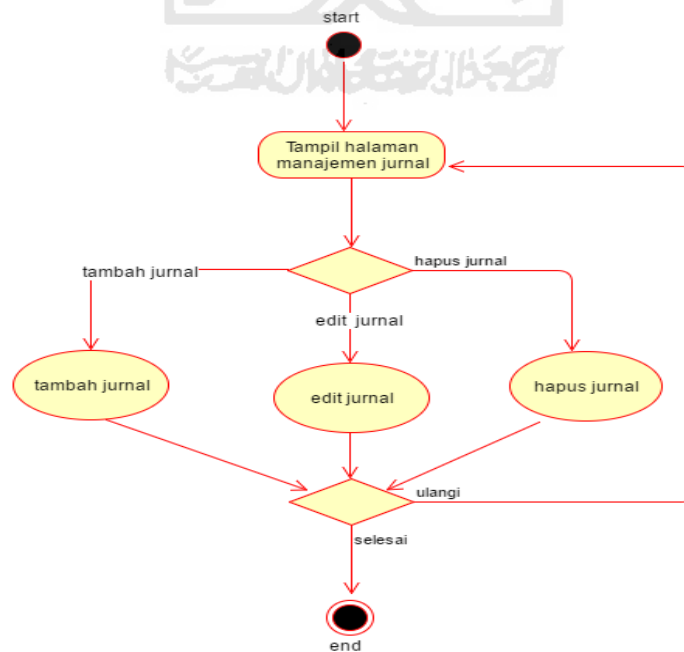 start
Tampil halaman
manajemen jurnal
tambah jurnal
hapus jurnal
edit jurnal
tambah jurnal
edit jurnal
hapus jurnal
ulangi
selesai
end